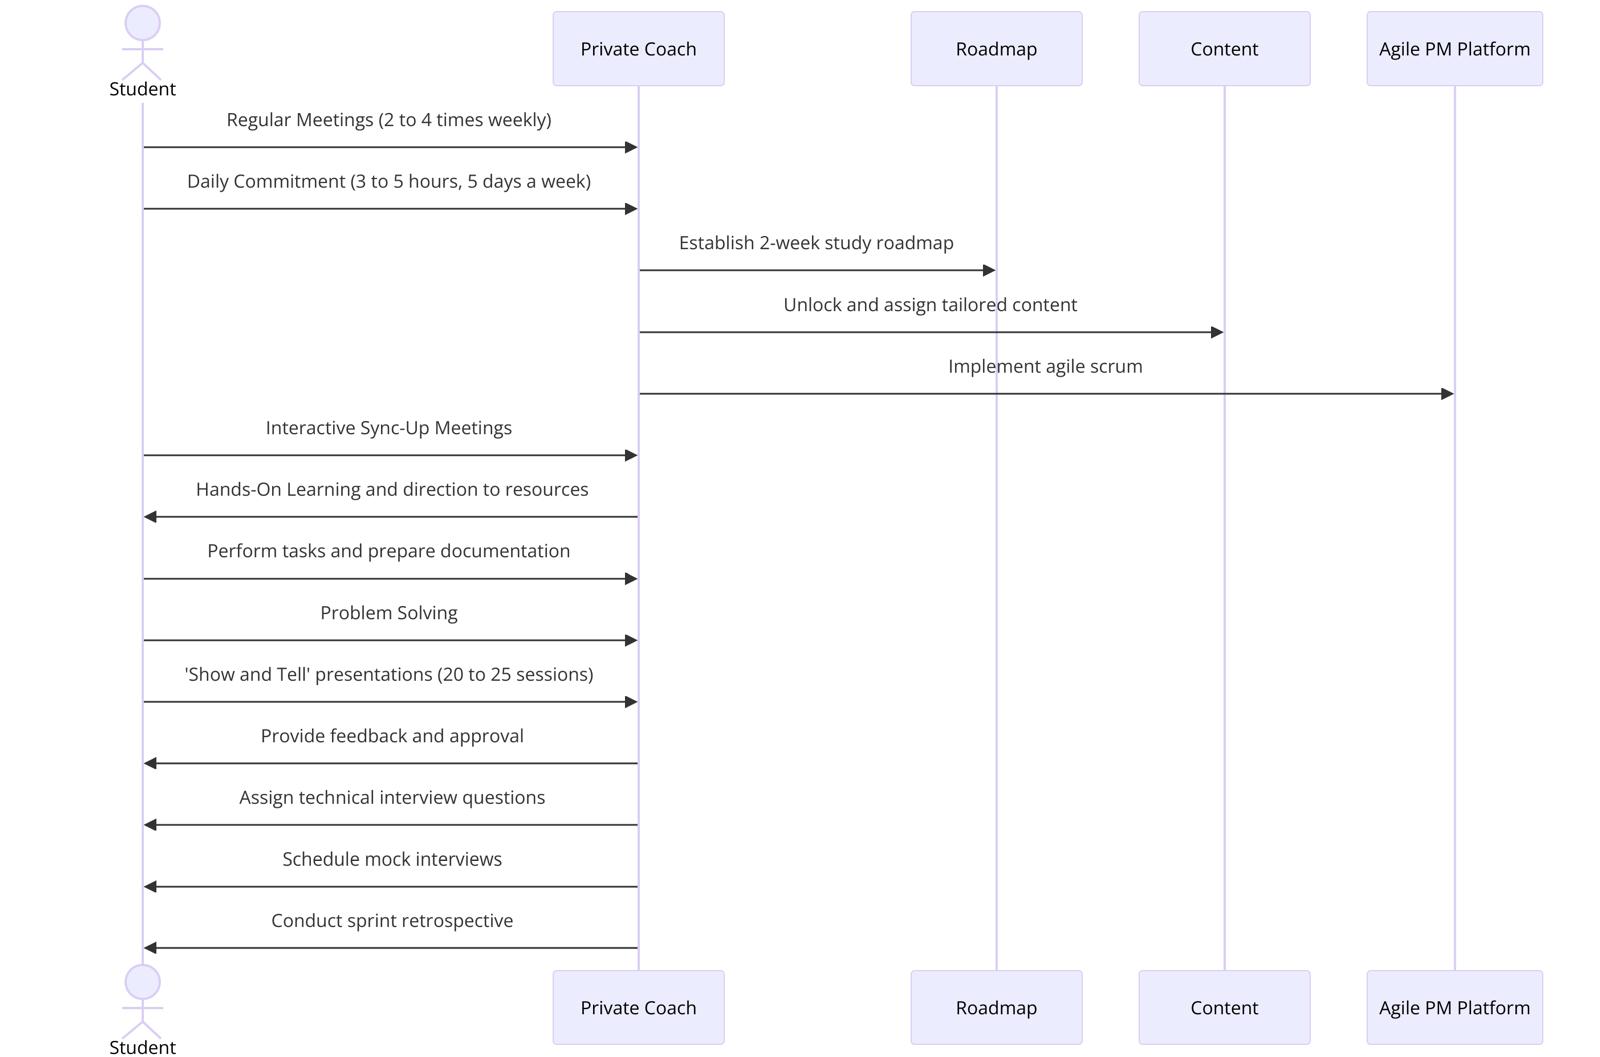 Student
Private Coach
Roadmap
Content
Agile PM Platform
Regular Meetings (2 to 4 times weekly)
Daily Commitment (3 to 5 hours, 5 days a week)
Establish 2-week study roadmap
Unlock and assign tailored content
Implement agile scrum
Interactive Sync-Up Meetings
Hands-On Learning and direction to resources
Perform tasks and prepare documentation
Problem Solving
'Show and Tell' presentations (20 to 25 sessions)
Provide feedback and approval
Assign technical interview questions
Schedule mock interviews
Conduct sprint retrospective
Student
Private Coach
Roadmap
Content
Agile PM Platform